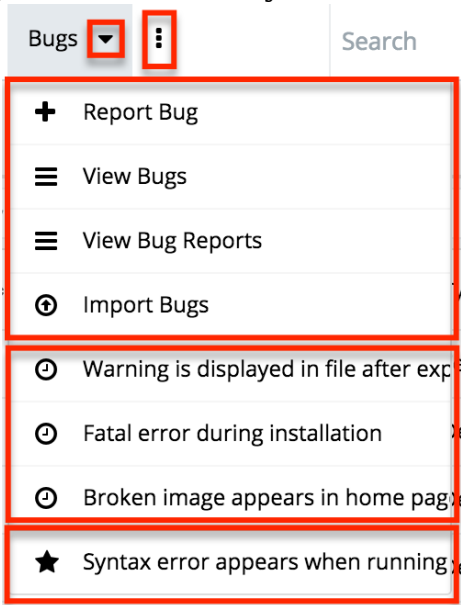 Bugs
Search
Report Bug
View Bugs
View Bug Reports
Import Bugs
Warning is displayed in file after exp
Fatal error during installation
Broken image appears in home pag
Syntax error appears when running